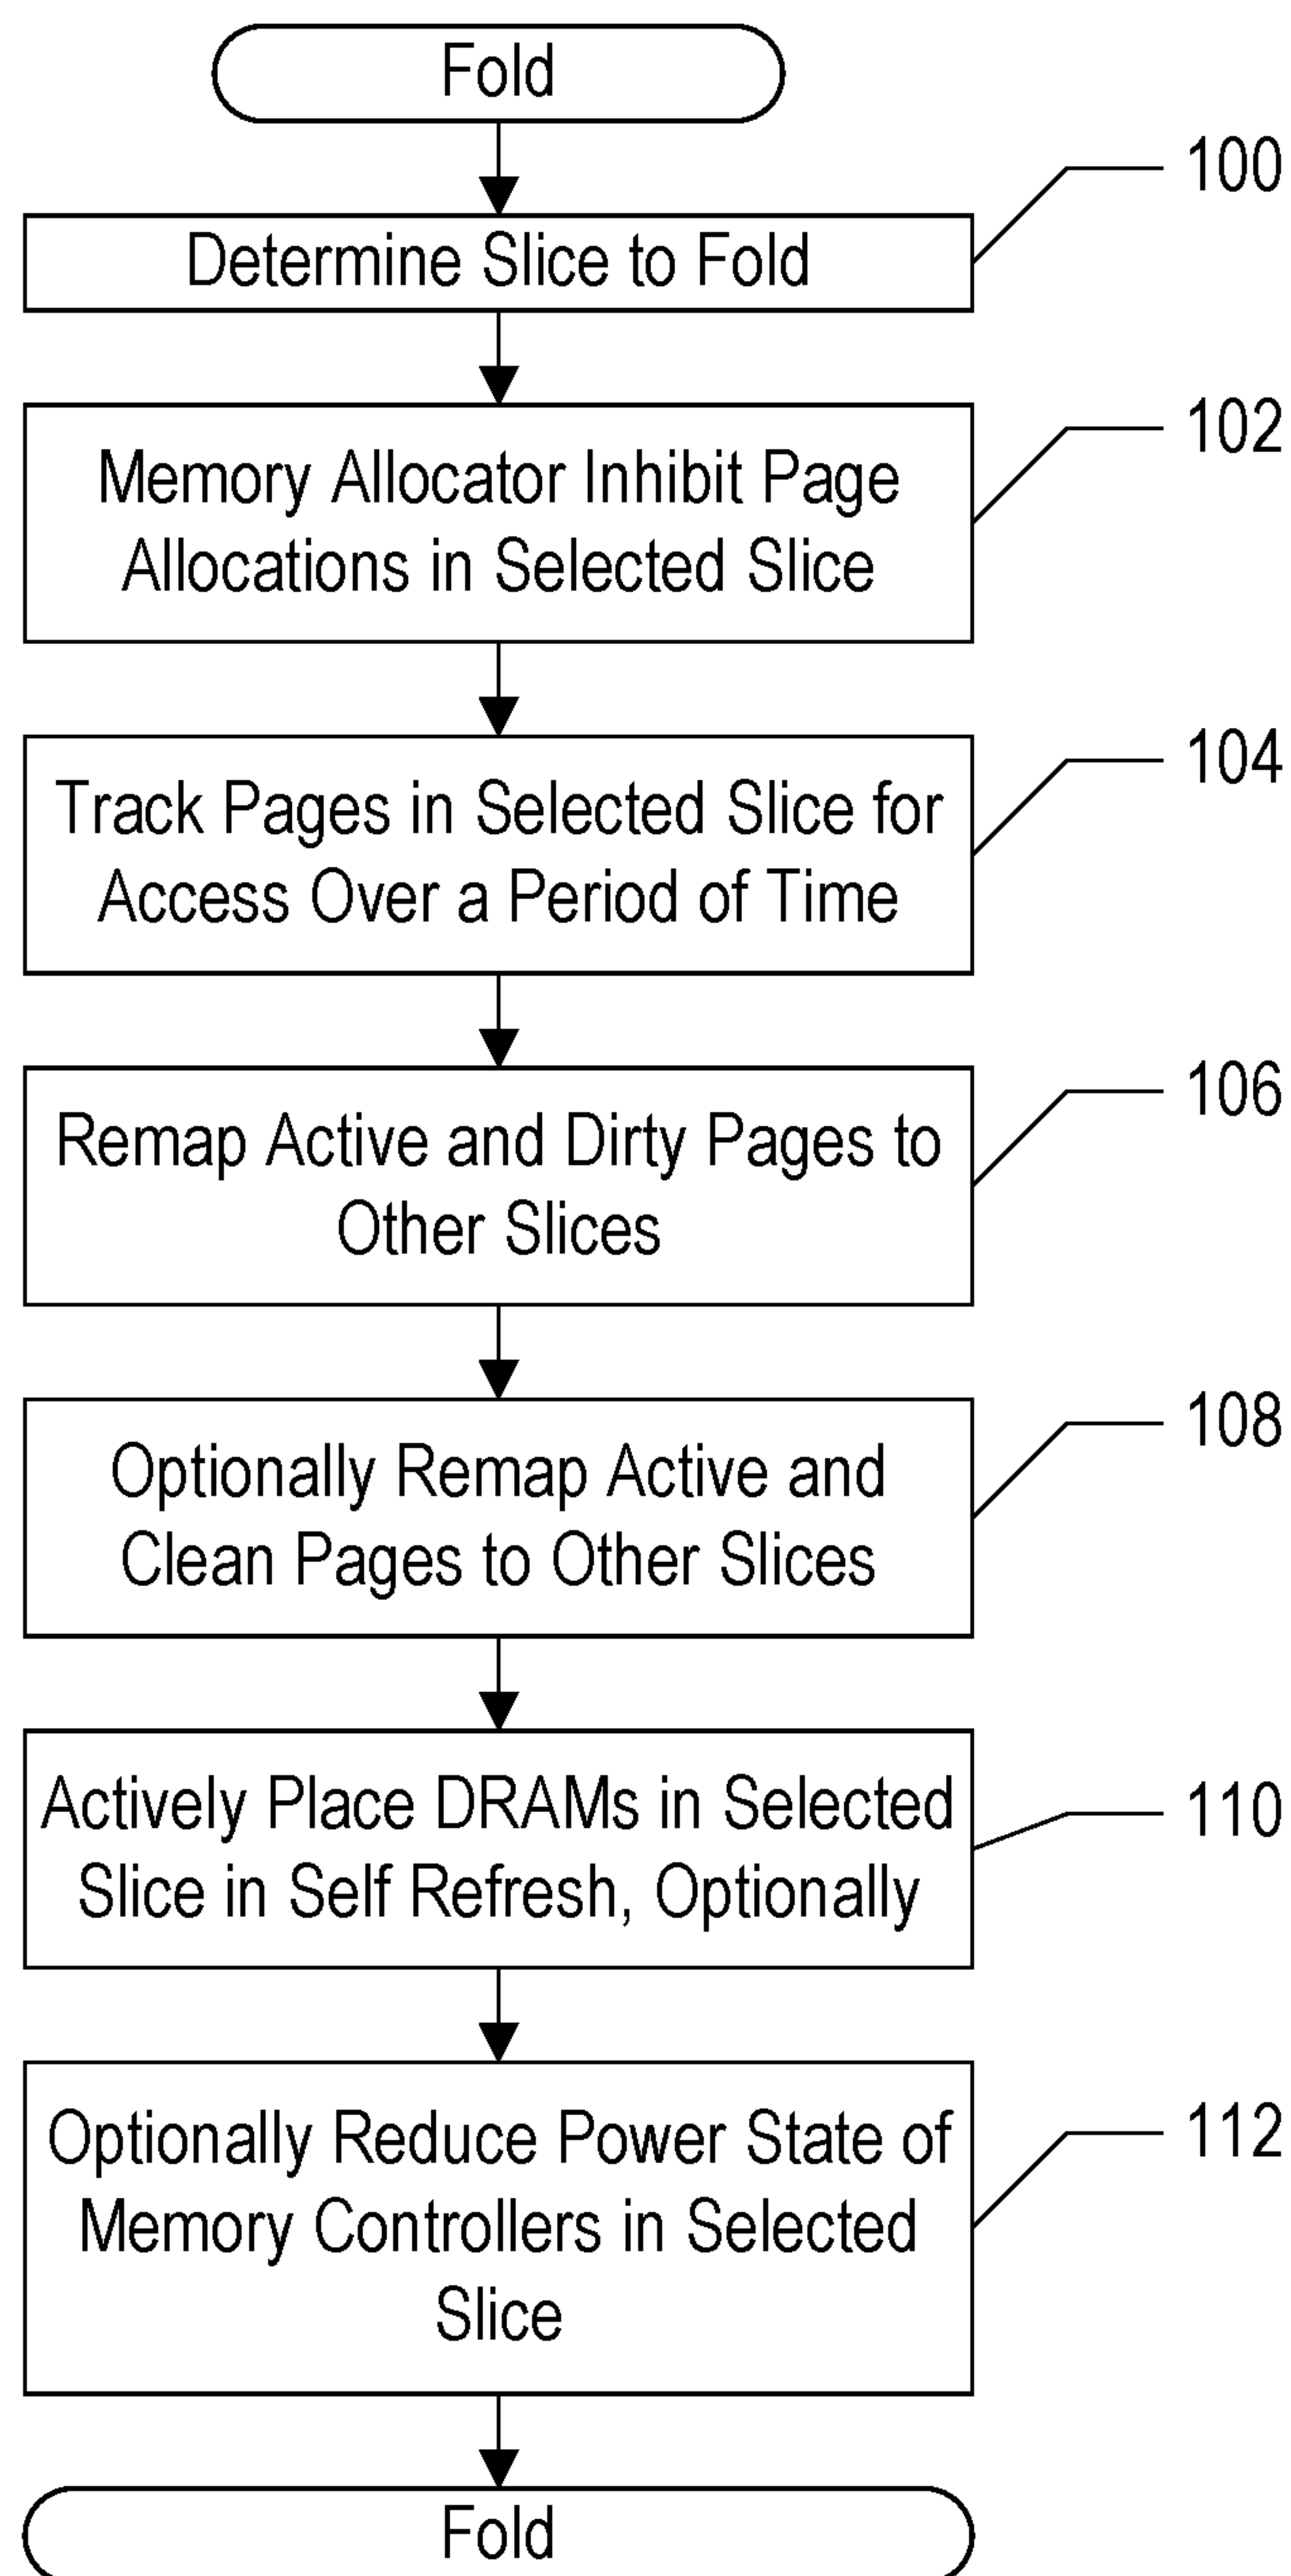 Fold
100
Determine Slice to Fold
102
Memory Allocator Inhibit Page
Allocations in Selected Slice
104
Track Pages in Selected Slice for
Access Over a Period of Time
106
Remap Active and Dirty Pages to
Other Slices
108
Optionally Remap Active and
Clean Pages to Other Slices
110
Actively Place DRAMs in Selected
Slice in Self Refresh, Optionally
112
Optionally Reduce Power State of
Memory Controllers in Selected
Slice
Fold